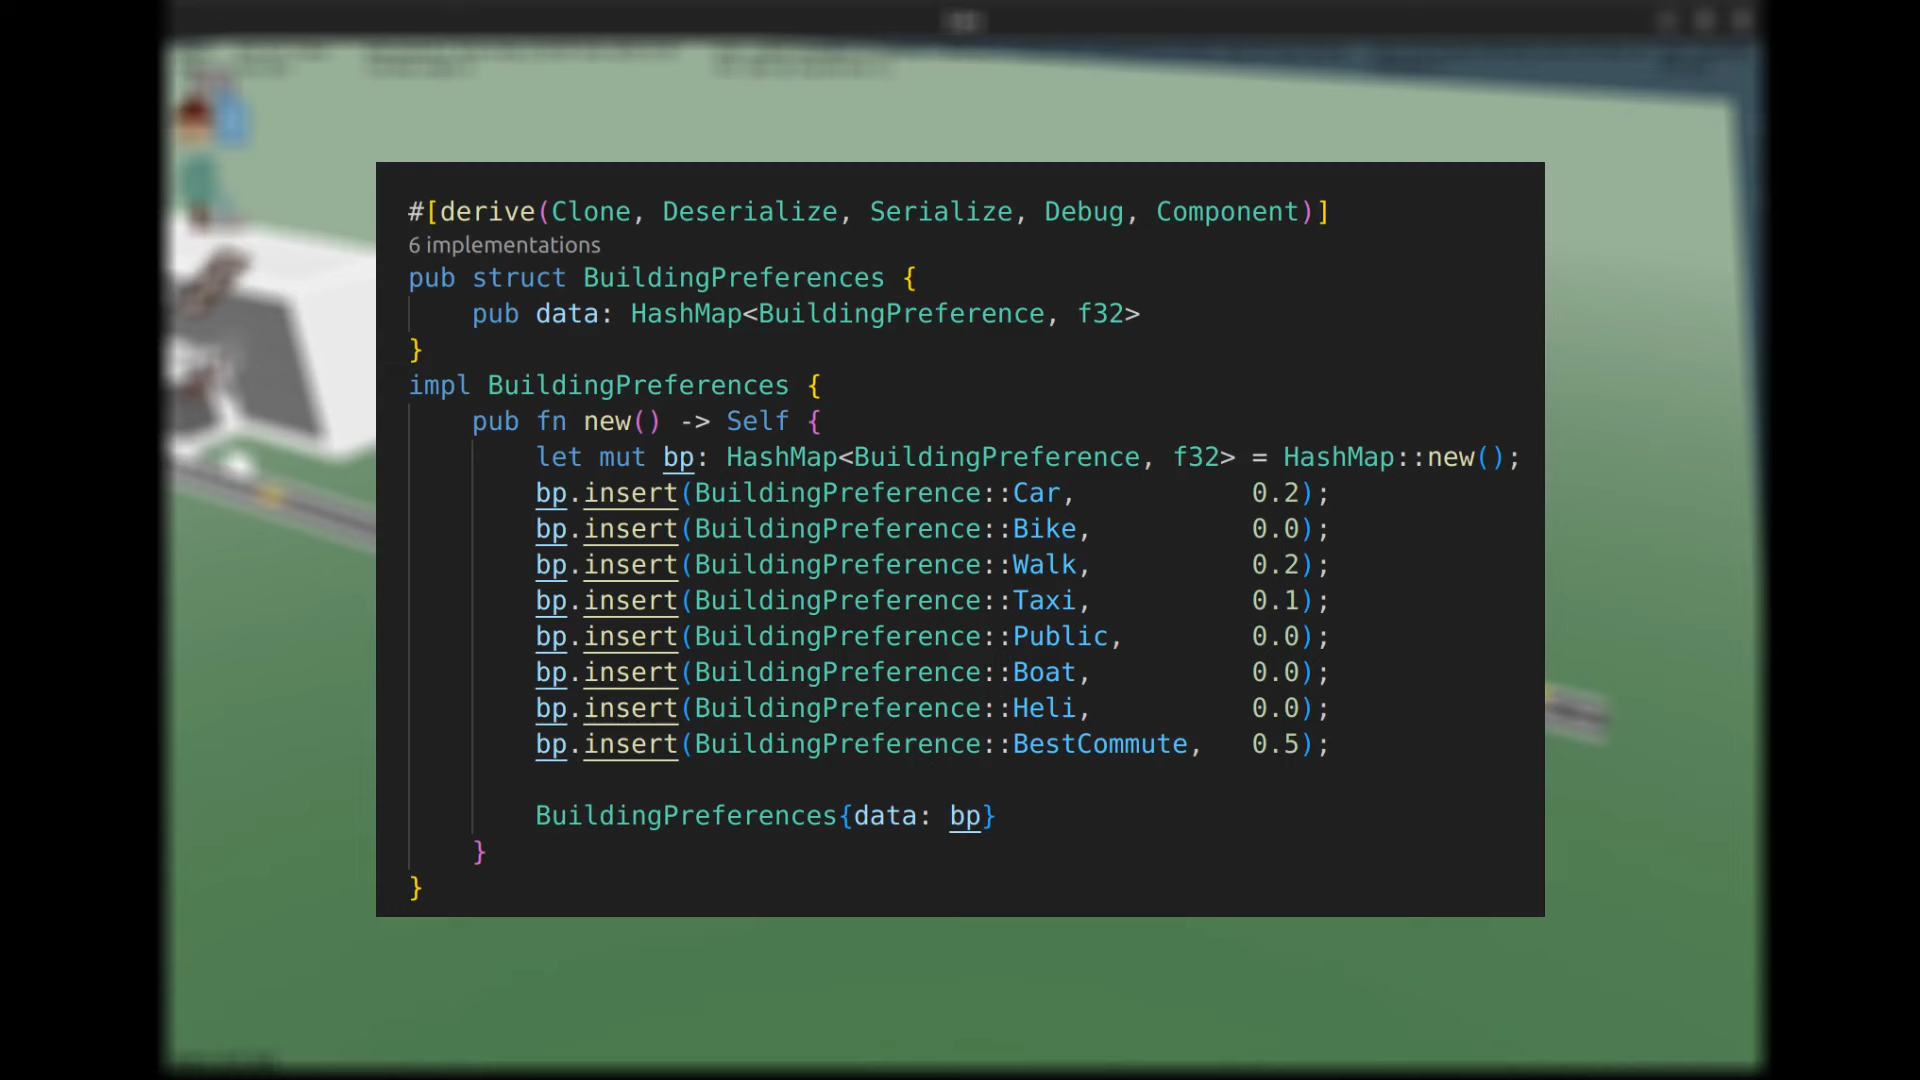 #[derive(Clone, Deserialize, Serialize, Debug, Component)]
6 implementations
pub struct BuildingPreferences {
    pub data: HashMap<BuildingPreference, f32>
}
impl BuildingPreferences {
    pub fn new() -> Self {
        let mut bp: HashMap<BuildingPreference, f32> = HashMap::new();
        bp.insert(BuildingPreference::Car,           0.2);
        bp.insert(BuildingPreference::Bike,          0.0);
        bp.insert(BuildingPreference::Walk,          0.2);
        bp.insert(BuildingPreference::Taxi,          0.1);
        bp.insert(BuildingPreference::Public,        0.0);
        bp.insert(BuildingPreference::Boat,          0.0);
        bp.insert(BuildingPreference::Heli,          0.0);
        bp.insert(BuildingPreference::BestCommute,   0.5);
        BuildingPreferences{data: bp}
    }
}